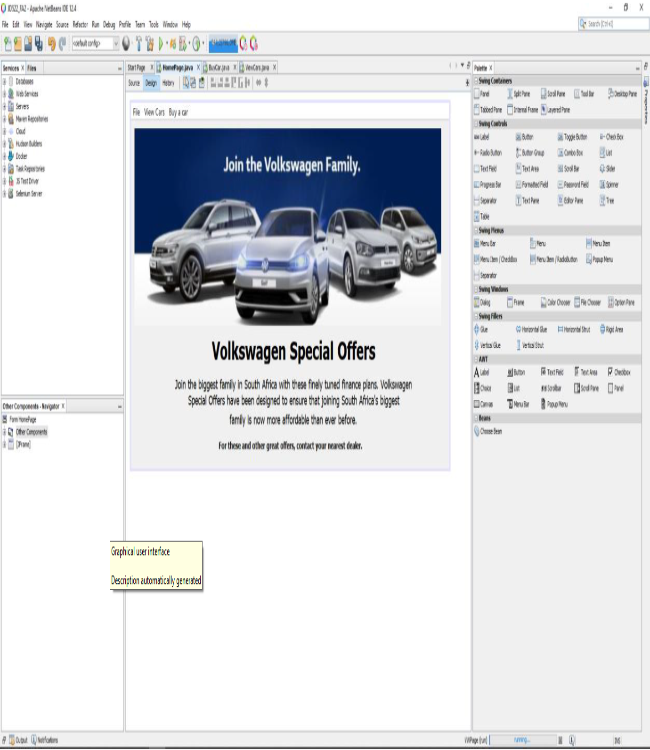 IDS22_FA2 - Apache NetBeans IDE 12.4
File Edit View Navigate Source Refactor Run Debug Profile Team Tools Window Help
Search (Ctrl+I)
<default config>
Services Files
Databases
Web Services
Servers
Maven Repositories
Cloud
Hudson Builders
Docker
Task Repositories
JS Test Driver
Selenium Server
Other Components - Navigator
Form HomePage
Other Components
[JFrame]
Start Page HomePage.java BuyCar.java ViewCars.java
Source Design History
File View Cars Buy a car
Join the Volkswagen Family.
Volkswagen Special Offers
Join the biggest family in South Africa with these finely tuned finance plans. Volkswagen
Special Offers have been designed to ensure that joining South Africa's biggest
family is now more affordable than ever before.
For these and other great offers, contact your nearest dealer.
Graphical user interface
Description automatically generated
Palette
Swing Containers
Panel Split Pane Scroll Pane Tool Bar Desktop Pane
Tabbed Pane Internal Frame Layered Pane
Swing Controls
Label Button Toggle Button Check Box
Radio Button Button Group Combo Box List
Text Field Text Area Scroll Bar Slider
Progress Bar Formatted Field Password Field Spinner
Separator Text Pane Editor Pane Tree
Table
Swing Menus
Menu Bar Menu Menu Item
Menu Item / CheckBox Menu Item / RadioButton Popup Menu
Separator
Swing Windows
Dialog Frame Color Chooser File Chooser Option Pane
Swing Fillers
Glue Horizontal Glue Horizontal Strut Rigid Area
Vertical Glue Vertical Strut
AWT
Label Button Text Field Text Area Checkbox
Choice List Scrollbar Scroll Pane Panel
Canvas Menu Bar Popup Menu
Beans
Choose Bean
Properties
Output Notifications
(run) running... INS